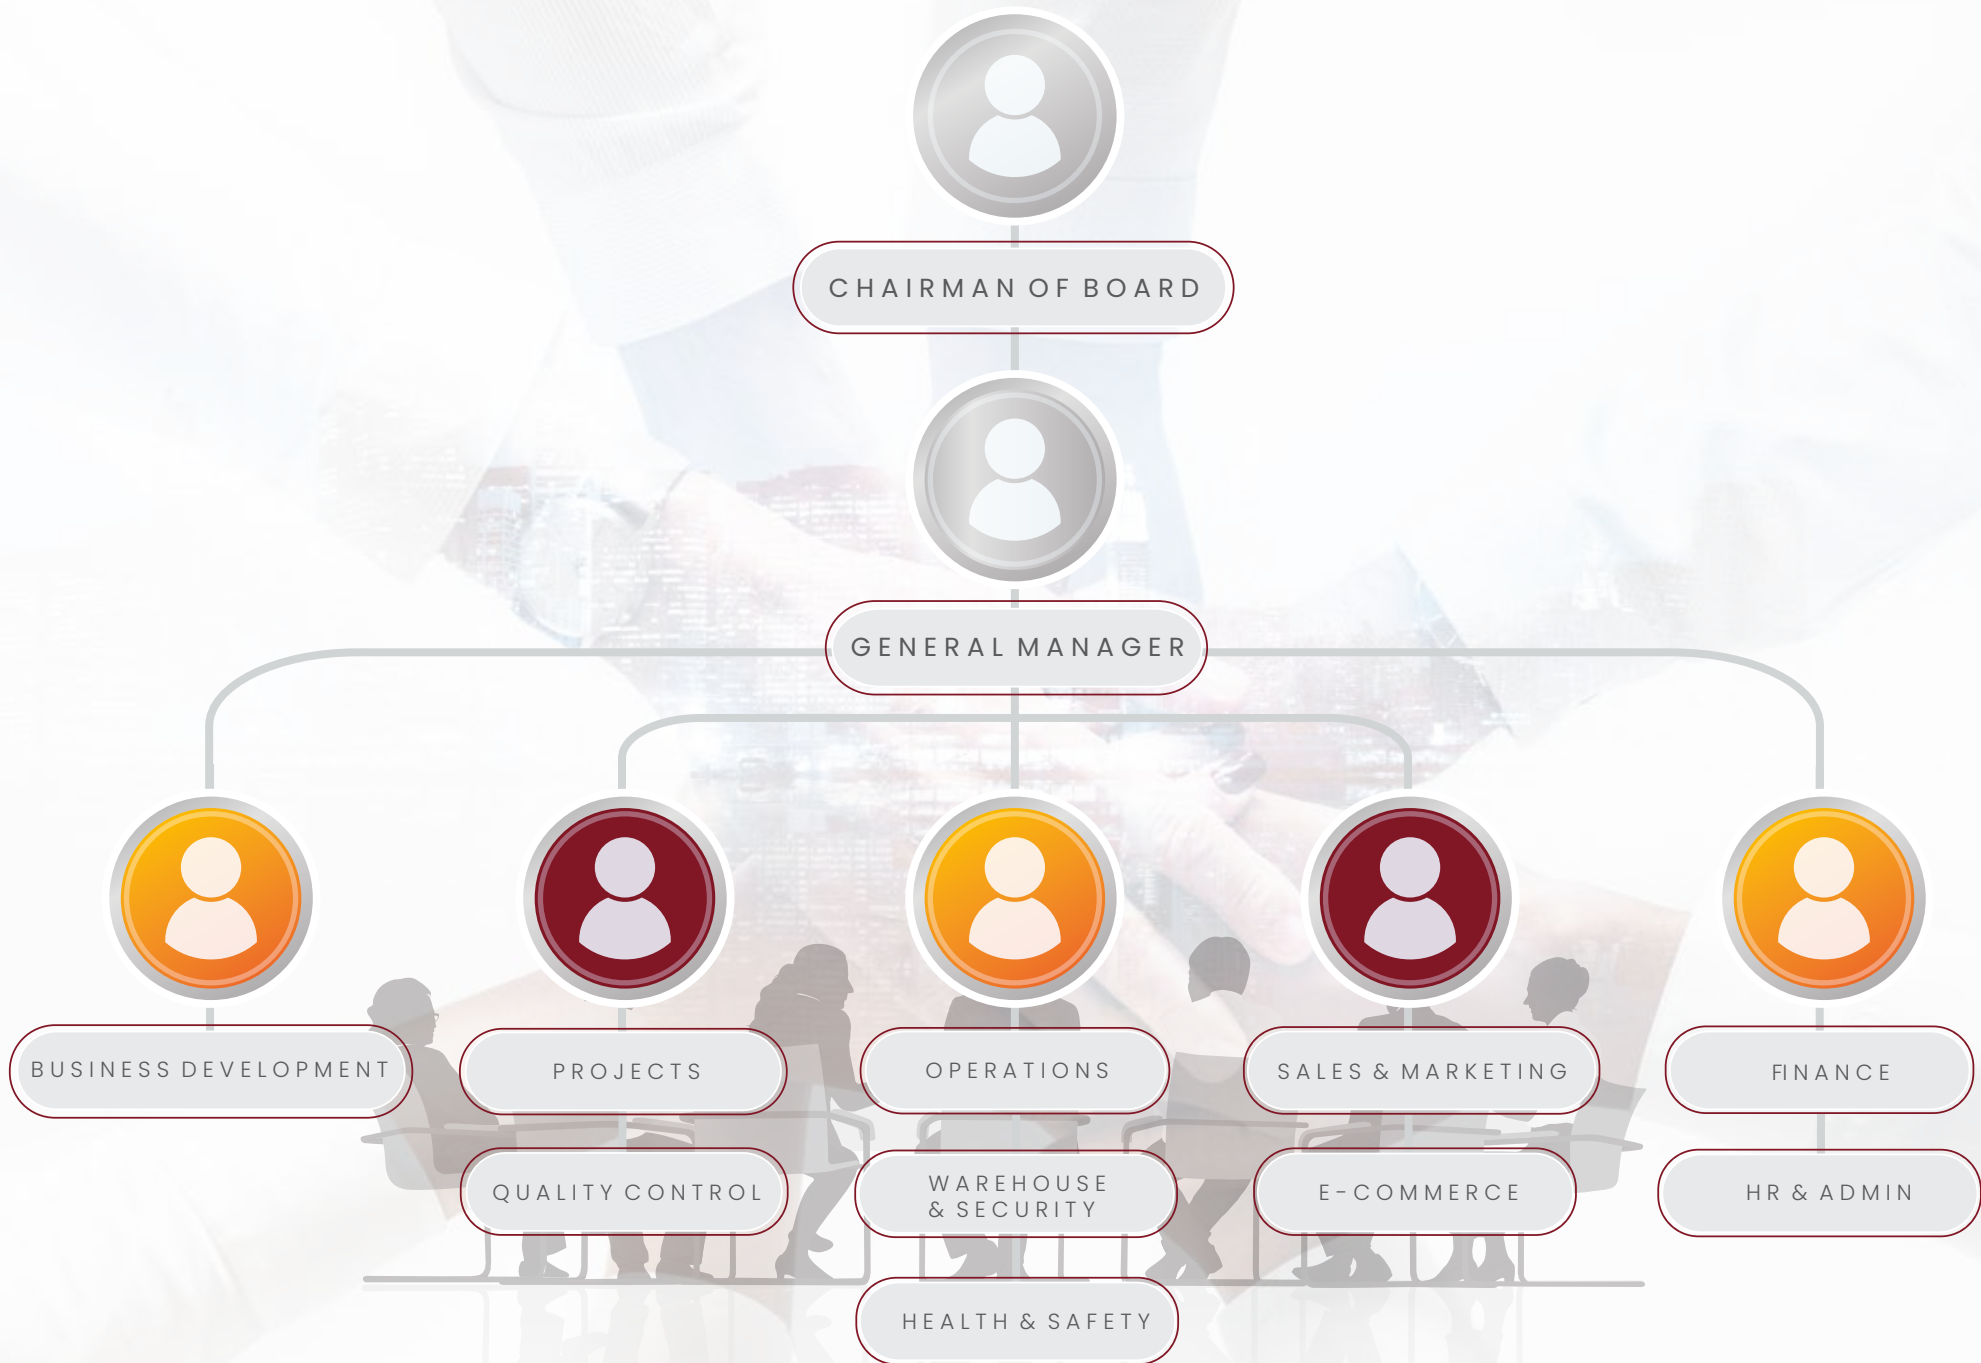 CHAIRMAN OF BOARD
GENERAL MANAGER
BUSINESS DEVELOPMENT
PROJECTS
OPERATIONS
SALES & MARKETING
FINANCE
QUALITY CONTROL
WAREHOUSE
& SECURITY
E-COMMERCE
HR & ADMIN
HEALTH & SAFETY